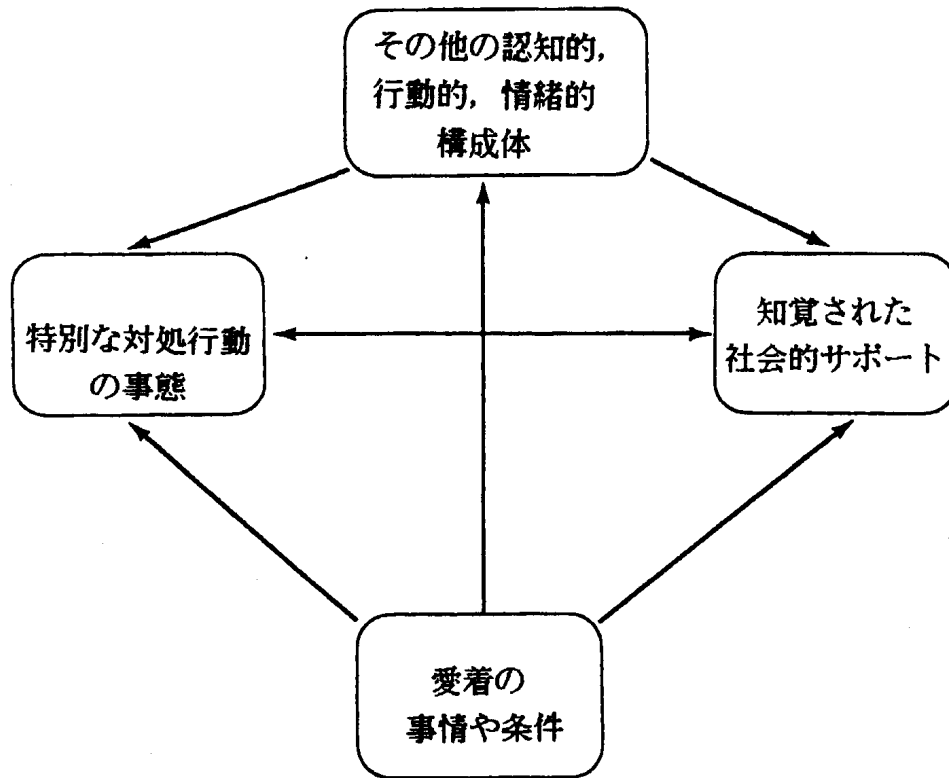 その他の認知的，
行動的，情緒的
構成体
特別な対処行動
の事態
知覚された
社会的サポート
愛着の
事情や条件